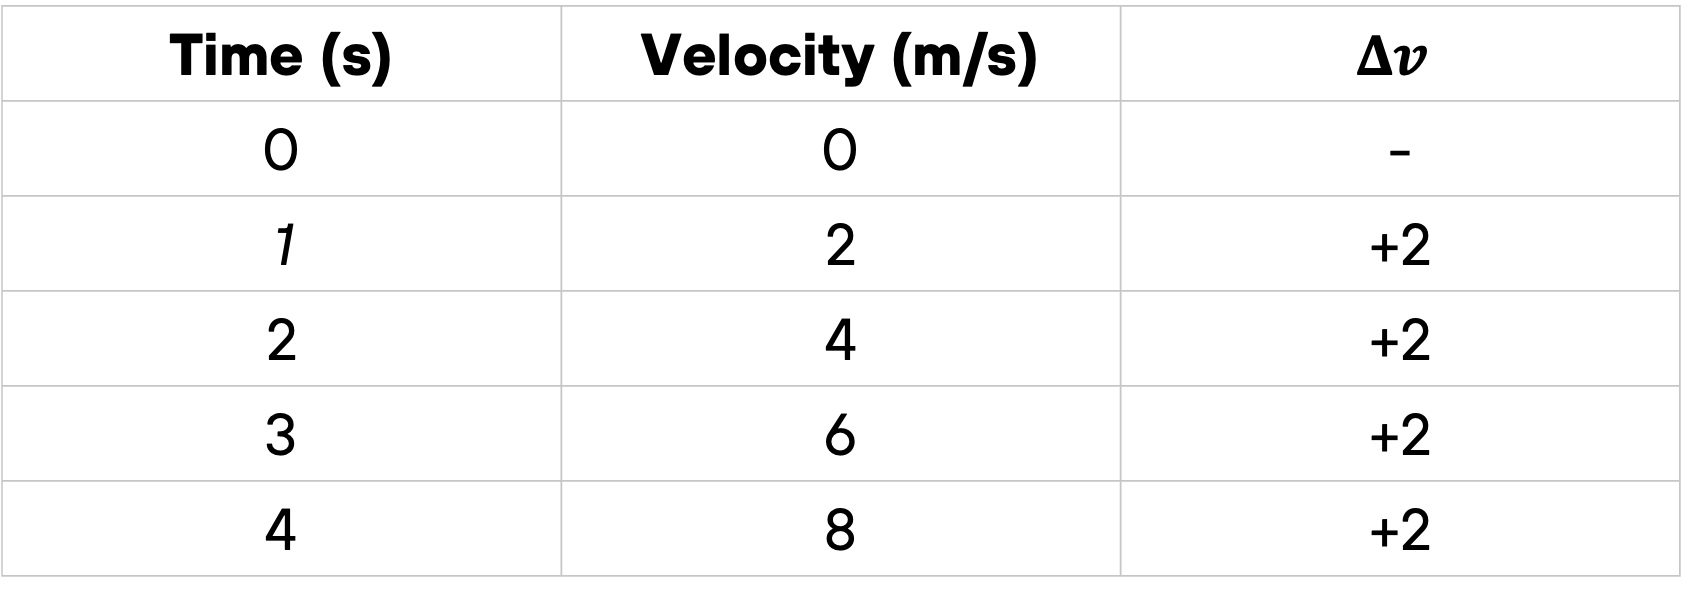 Time (s) Velocity (m/s) Δv
0 0 -
1 2 +2
2 4 +2
3 6 +2
4 8 +2